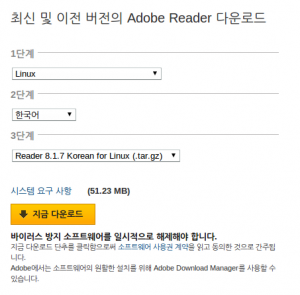 최신 및 이전 버전의 Adobe Reader 다운로드
1단계
Linux
2단계
한국어
3단계
Reader 8.1.7 Korean for Linux (.tar.gz)
시스템 요구 사항 (51.23 MB)
지금 다운로드
바이러스 방지 소프트웨어를 일시적으로 해제해야 합니다.
지금 다운로드 단추를 클릭함으로써 소프트웨어 사용권 계약을 읽고 동의한 것으로 간주됩
니다.
Adobe에서는 소프트웨어의 원활한 설치를 위해 Adobe Download Manager를 사용할 수
있습니다.